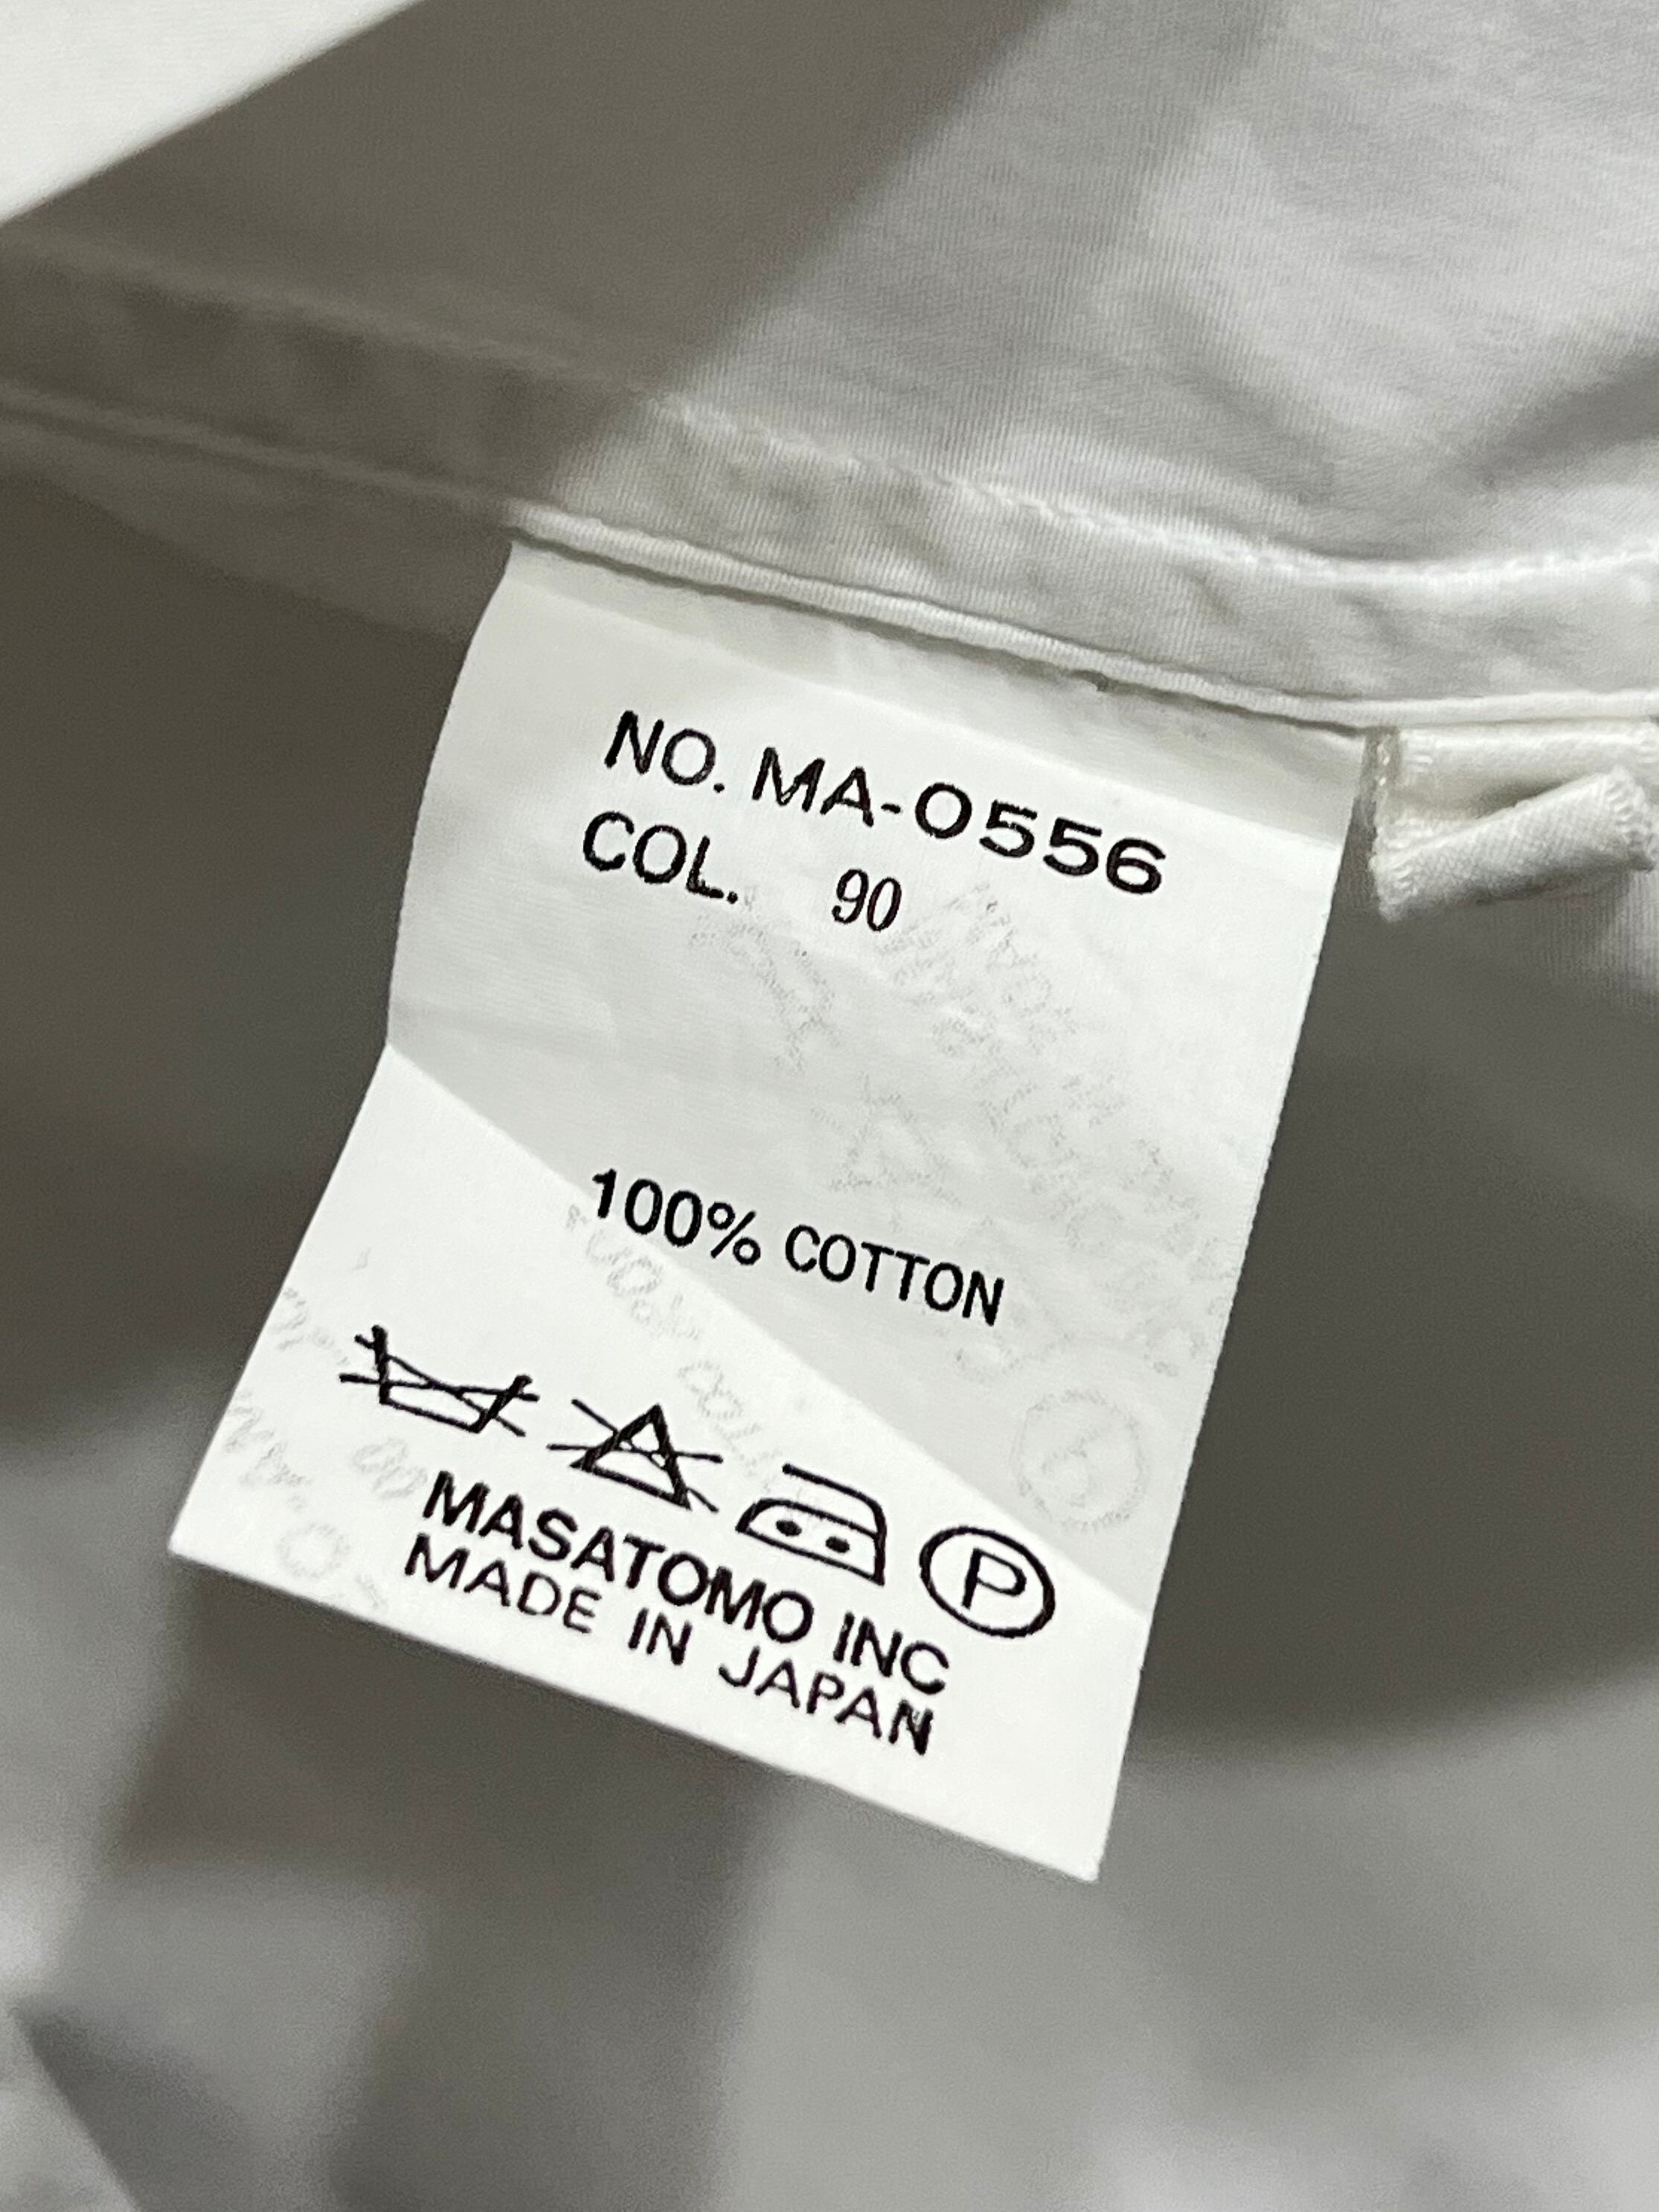 NO. MA-0556
COL. 90
100% COTTON
P
MASATOMO INC
MADE IN JAPAN